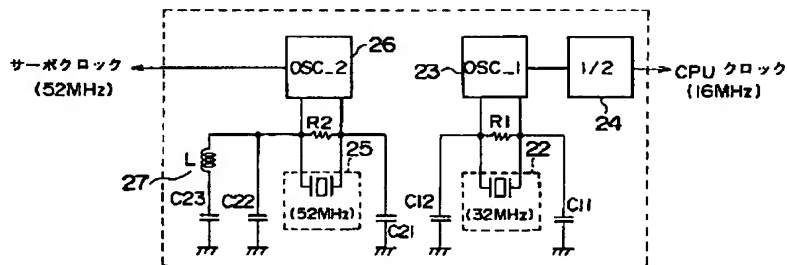 26
OSC_2
サーボクロック
(52MHz)
23
OSC_1
1/2
CPU クロック
(16MHz)
24
R2
R1
25
22
L
27
C23
C22
(52MHz)
C21
C12
(32MHz)
C11